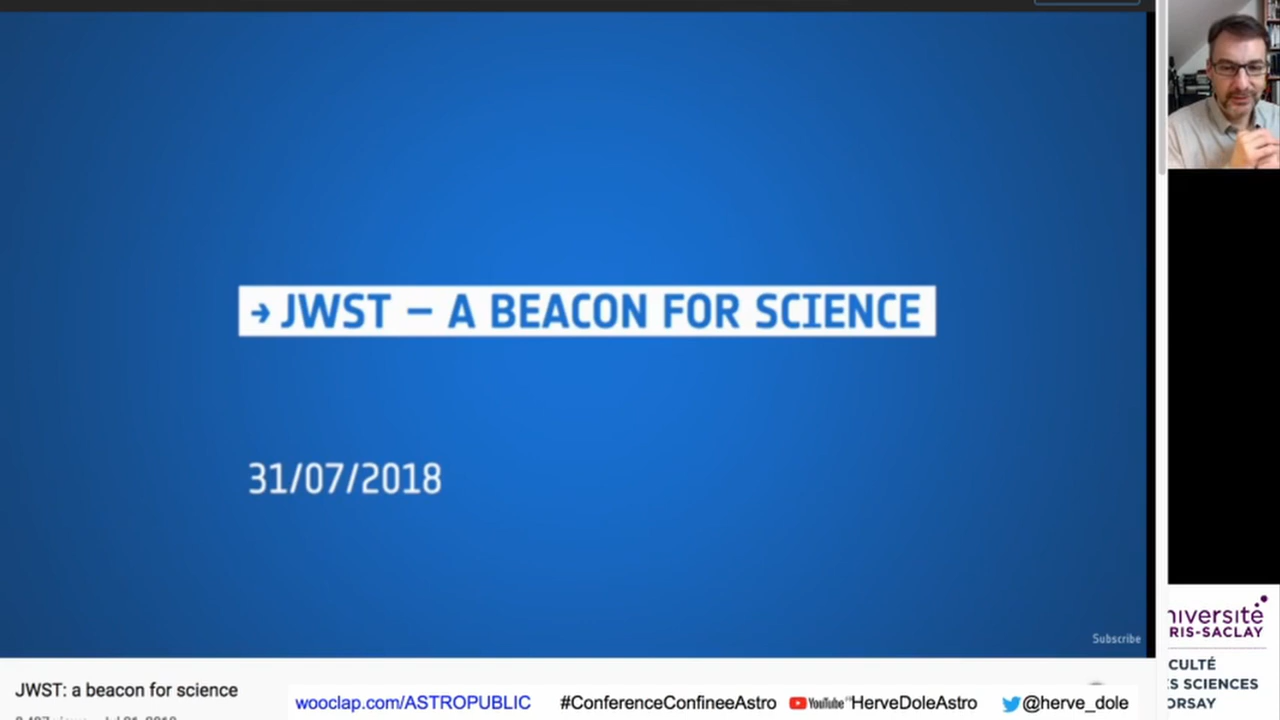 → JWST – A BEACON FOR SCIENCE
31/07/2018
Subscribe
JWST: a beacon for science
wooclap.com/ASTROPUBLIC #ConferenceConfineeAstro YouTube HerveDoleAstro @herve_dole
niversité
RIS-SACLAY
CULTÉ
S SCIENCES
ORSAY